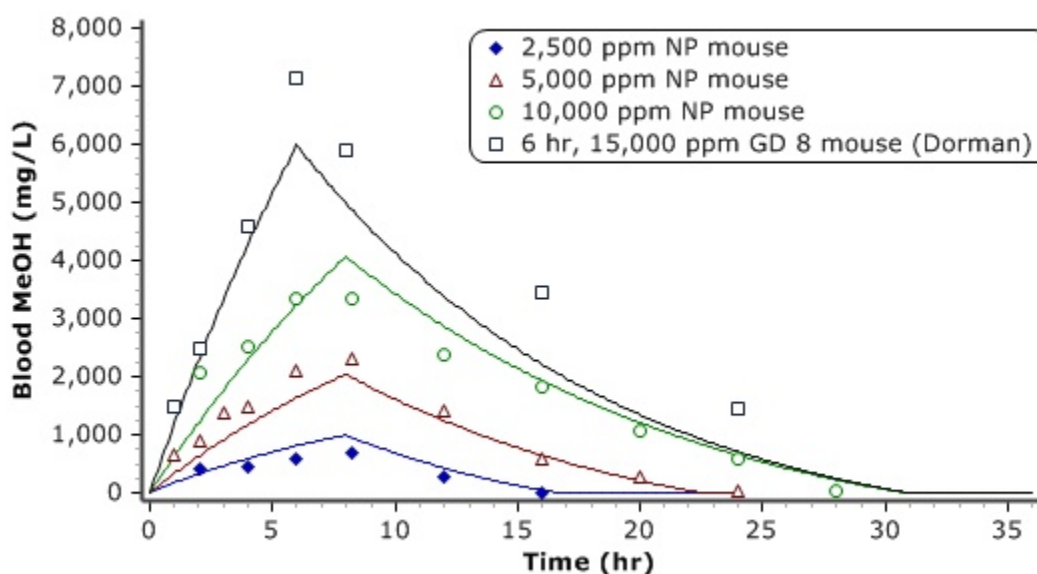 8,000
7,000
6,000
5,000
4,000
3,000
2,000
1,000
0
Blood MeOH (mg/L)
2,500 ppm NP mouse
5,000 ppm NP mouse
10,000 ppm NP mouse
6 hr, 15,000 ppm GD 8 mouse (Dorman)
0 5 10 15 20 25 30 35
Time (hr)